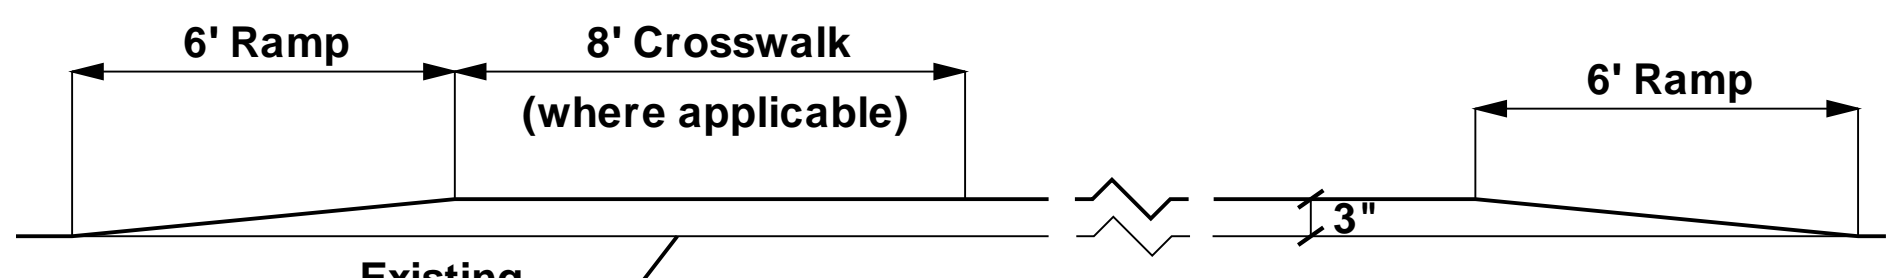 6' Ramp
8' Crosswalk
(where applicable)
6' Ramp
3"
Existing